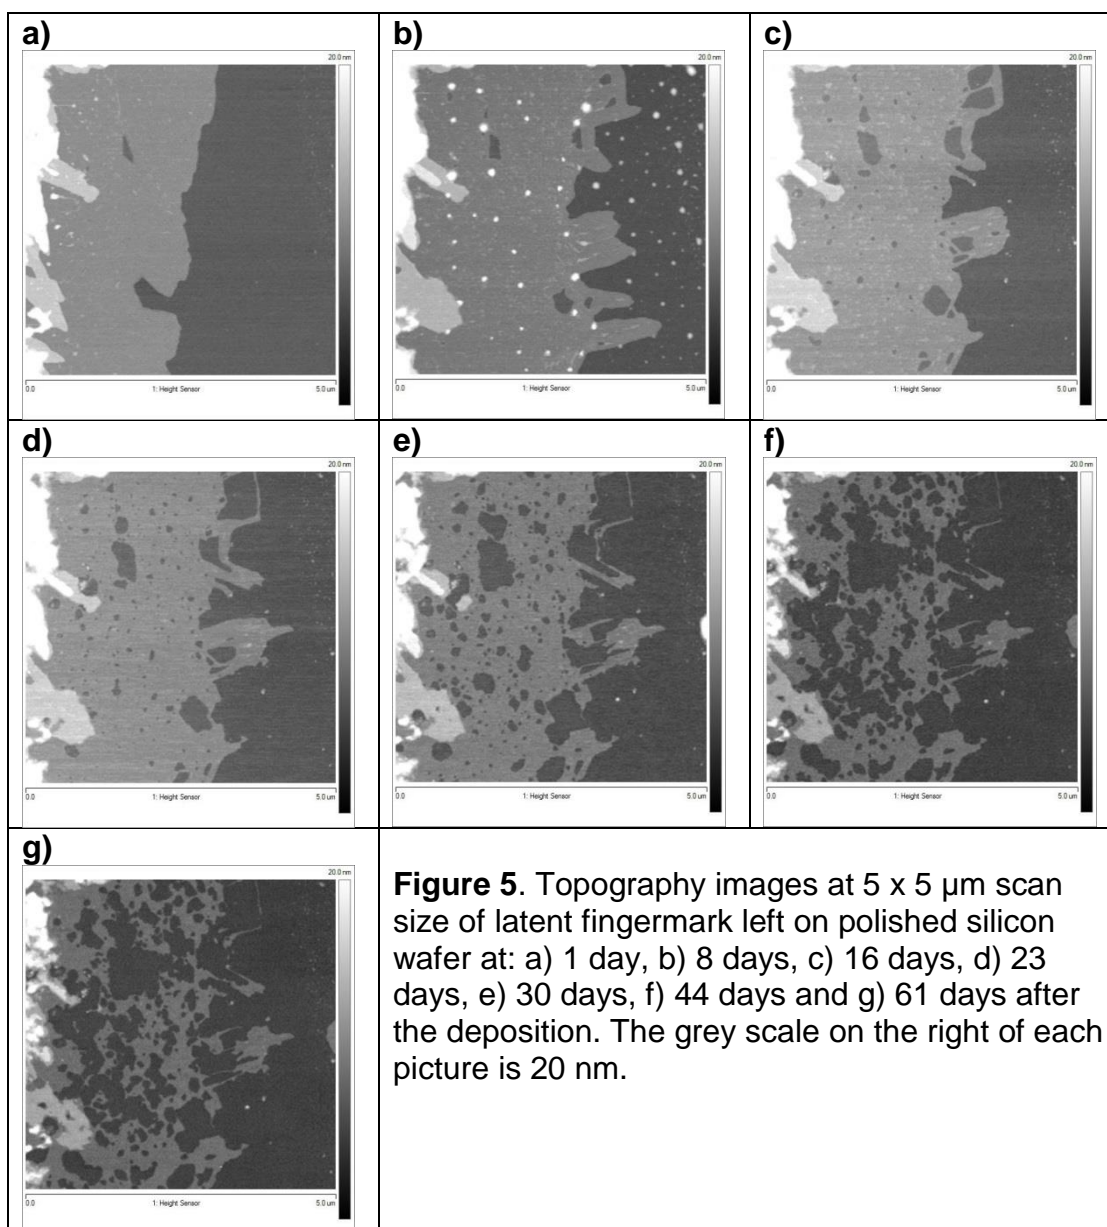 a)
20.0 nm
0.0
1: Height Sensor
5.0 um
b)
20.0 nm
0.0
1: Height Sensor
5.0 um
c)
20.0 nm
0.0
1: Height Sensor
5.0 um
d)
20.0 nm
0.0
1: Height Sensor
5.0 um
e)
20.0 nm
0.0
1: Height Sensor
5.0 um
f)
20.0 nm
0.0
1: Height Sensor
5.0 um
g)
20.0 nm
0.0
1: Height Sensor
5.0 um
Figure 5. Topography images at 5 x 5 µm scan
size of latent fingermark left on polished silicon
wafer at: a) 1 day, b) 8 days, c) 16 days, d) 23
days, e) 30 days, f) 44 days and g) 61 days after
the deposition. The grey scale on the right of each
picture is 20 nm.